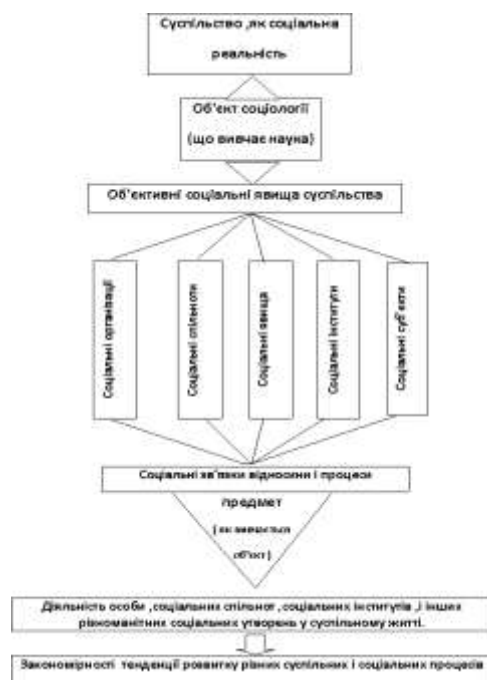 Суспільство ,як соціальна
реальність
Об'єкт соціології
(що вивчає наука)
Об'єктивні соціальні явища суспільства
Соціальні організації
Соціальні спільноти
Соціальні явища
Соціальні інститути
Соціальні суб'єкти
Соціальні зв'язки відносини і процеси
предмет
(як вивчається
об'єкт)
Діяльність особи ,соціальних спільнот ,соціальних інститутів ,і інших
різноманітних соціальних утворень у суспільному житті.
Закономірності тенденції розвитку різних суспільних і соціальних процесів